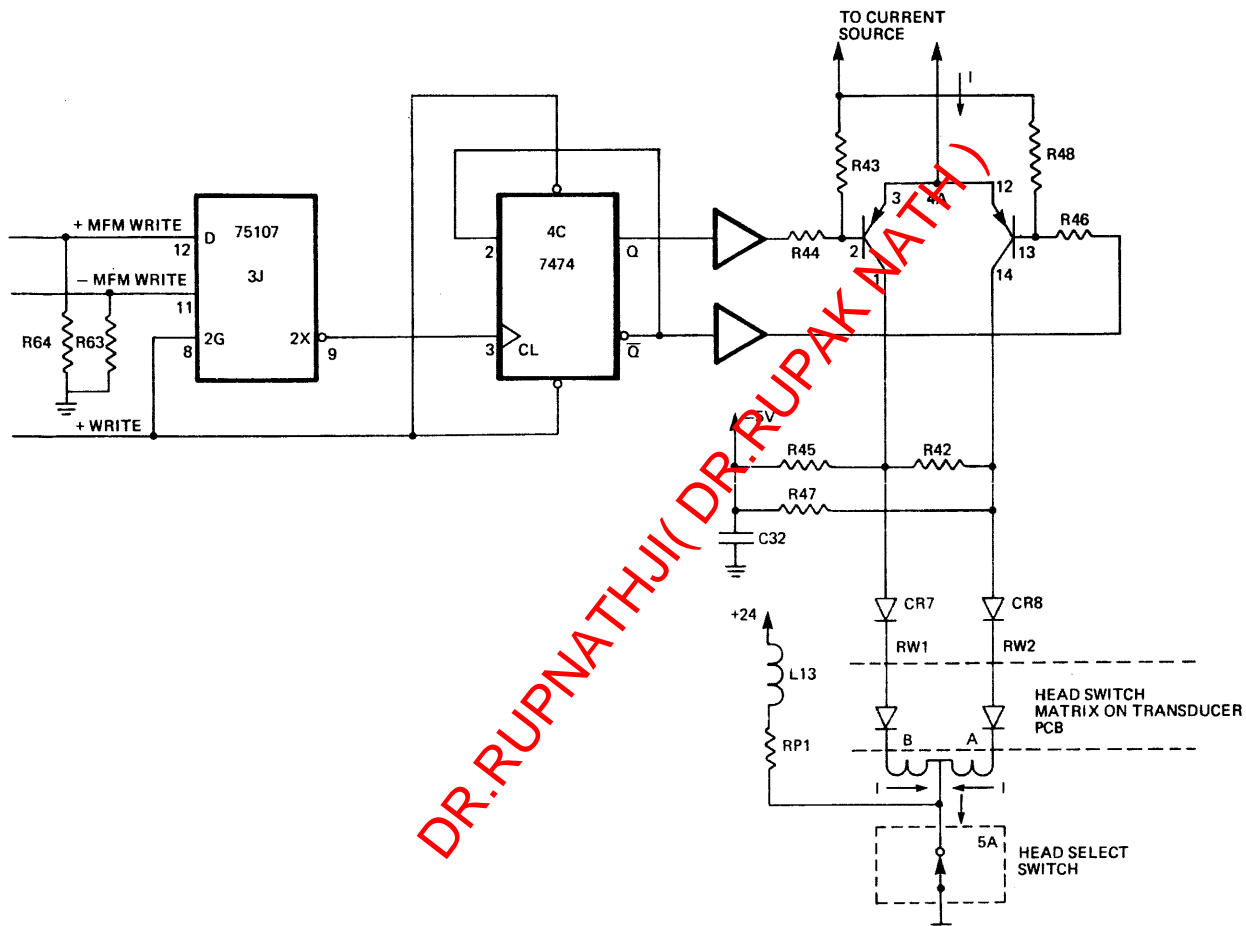 TO CURRENT
SOURCE
I
R43
R48
+ MFM WRITE
12
D
75107
3J
− MFM WRITE
11
R64
R63
8
2G
2X
9
+ WRITE
2
4C
7474
Q
3
CL
Q̅
R44
2
3
4A
12
1
13
14
R46
−5V
R45
R42
R47
C32
CR7
CR8
RW1
RW2
+24
L13
RP1
HEAD SWITCH
MATRIX ON TRANSDUCER
PCB
B
A
I
I
5A
HEAD SELECT
SWITCH
DR.RUPNATHJI( DR.RUPAK NATH )